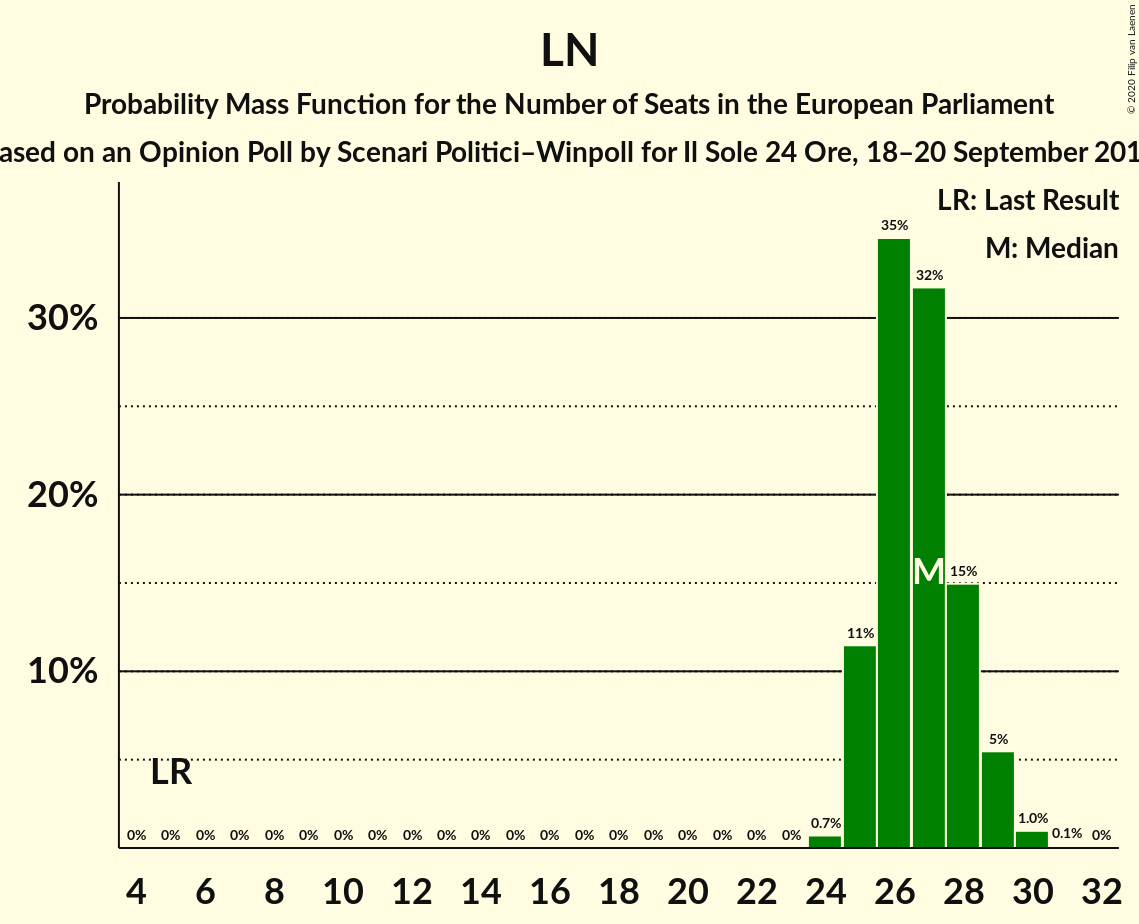 LN
Probability Mass Function for the Number of Seats in the European Parliament
ased on an Opinion Poll by Scenari Politici–Winpoll for Il Sole 24 Ore, 18–20 September 201
© 2020 Filip van Laenen
LR: Last Result
M: Median
30%
20%
10%
35%
32%
M
15%
11%
5%
LR
0% 0% 0% 0% 0% 0% 0% 0% 0% 0% 0% 0% 0% 0% 0% 0% 0% 0% 0% 0% 0.7% 1.0% 0.1% 0%
4 6 8 10 12 14 16 18 20 22 24 26 28 30 32